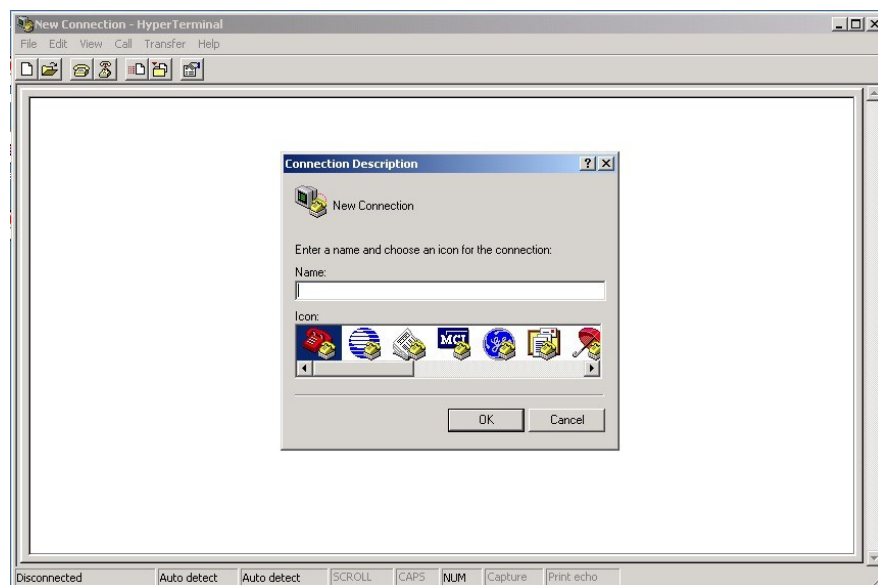 New Connection - HyperTerminal
File Edit View Call Transfer Help
Connection Description
New Connection
Enter a name and choose an icon for the connection:
Name:
Icon:
MCI
OK Cancel
Disconnected Auto detect Auto detect SCROLL CAPS NUM Capture Print echo